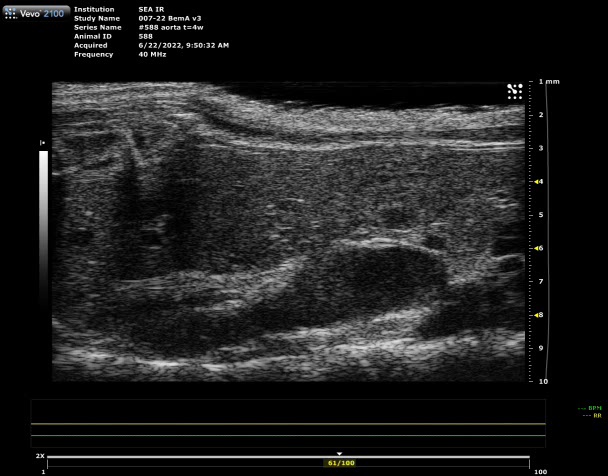 Vevo 2100
Institution SEA IR
Study Name 007-22 BemA v3
Series Name #588 aorta t=4w
Animal ID 588
Acquired 6/22/2022, 9:50:32 AM
Frequency 40 MHz
1 mm
2
3
4
5
6
7
8
9
10
--- BPM
--- RR
2X
61/100
1 100